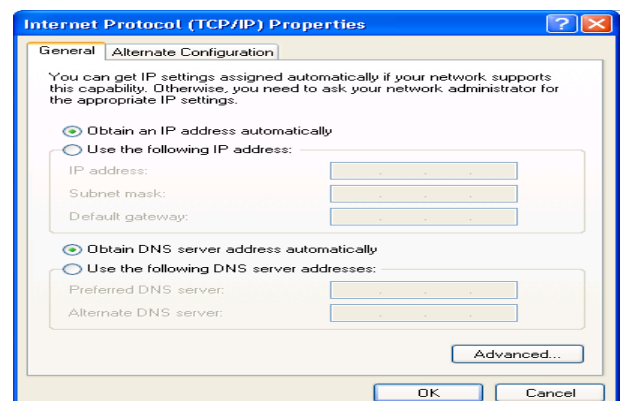 Internet Protocol (TCP/IP) Properties
General Alternate Configuration
You can get IP settings assigned automatically if your network supports
this capability. Otherwise, you need to ask your network administrator for
the appropriate IP settings.
Obtain an IP address automatically
Use the following IP address:
IP address:
Subnet mask:
Default gateway:
Obtain DNS server address automatically
Use the following DNS server addresses:
Preferred DNS server:
Alternate DNS server:
Advanced...
OK Cancel